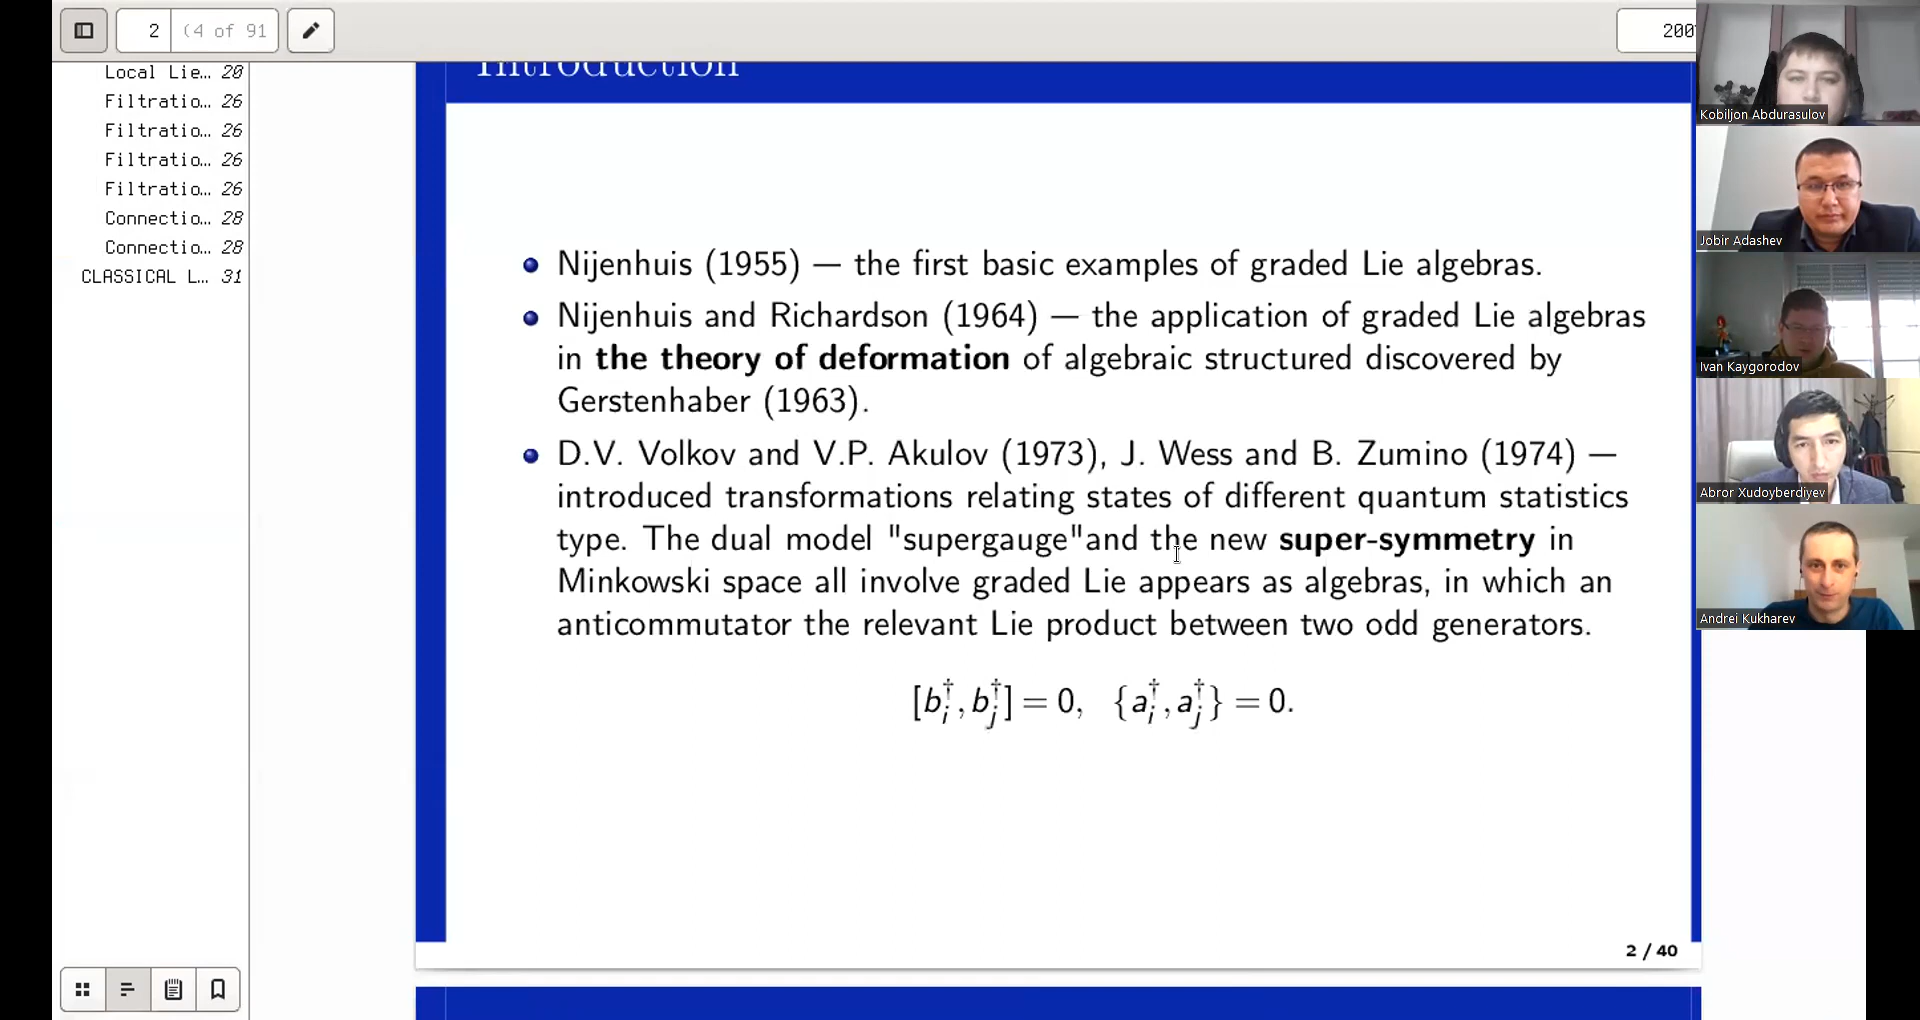 2 (4 of 91
200
Local Lie… 20
Filtratio… 26
Filtratio… 26
Filtratio… 26
Filtratio… 26
Connectio… 28
Connectio… 28
CLASSICAL L… 31
Introduction
Nijenhuis (1955) — the first basic examples of graded Lie algebras.
Nijenhuis and Richardson (1964) — the application of graded Lie algebras
in the theory of deformation of algebraic structured discovered by
Gerstenhaber (1963).
D.V. Volkov and V.P. Akulov (1973), J. Wess and B. Zumino (1974) —
introduced transformations relating states of different quantum statistics
type. The dual model "supergauge"and the new super-symmetry in
Minkowski space all involve graded Lie appears as algebras, in which an
anticommutator the relevant Lie product between two odd generators.
[b_i^†, b_j^†] = 0, {a_i^†, a_j^†} = 0.
2 / 40
Kobiljon Abdurasulov
Jobir Adashev
Ivan Kaygorodov
Abror Xudoyberdiyev
Andrei Kukharev